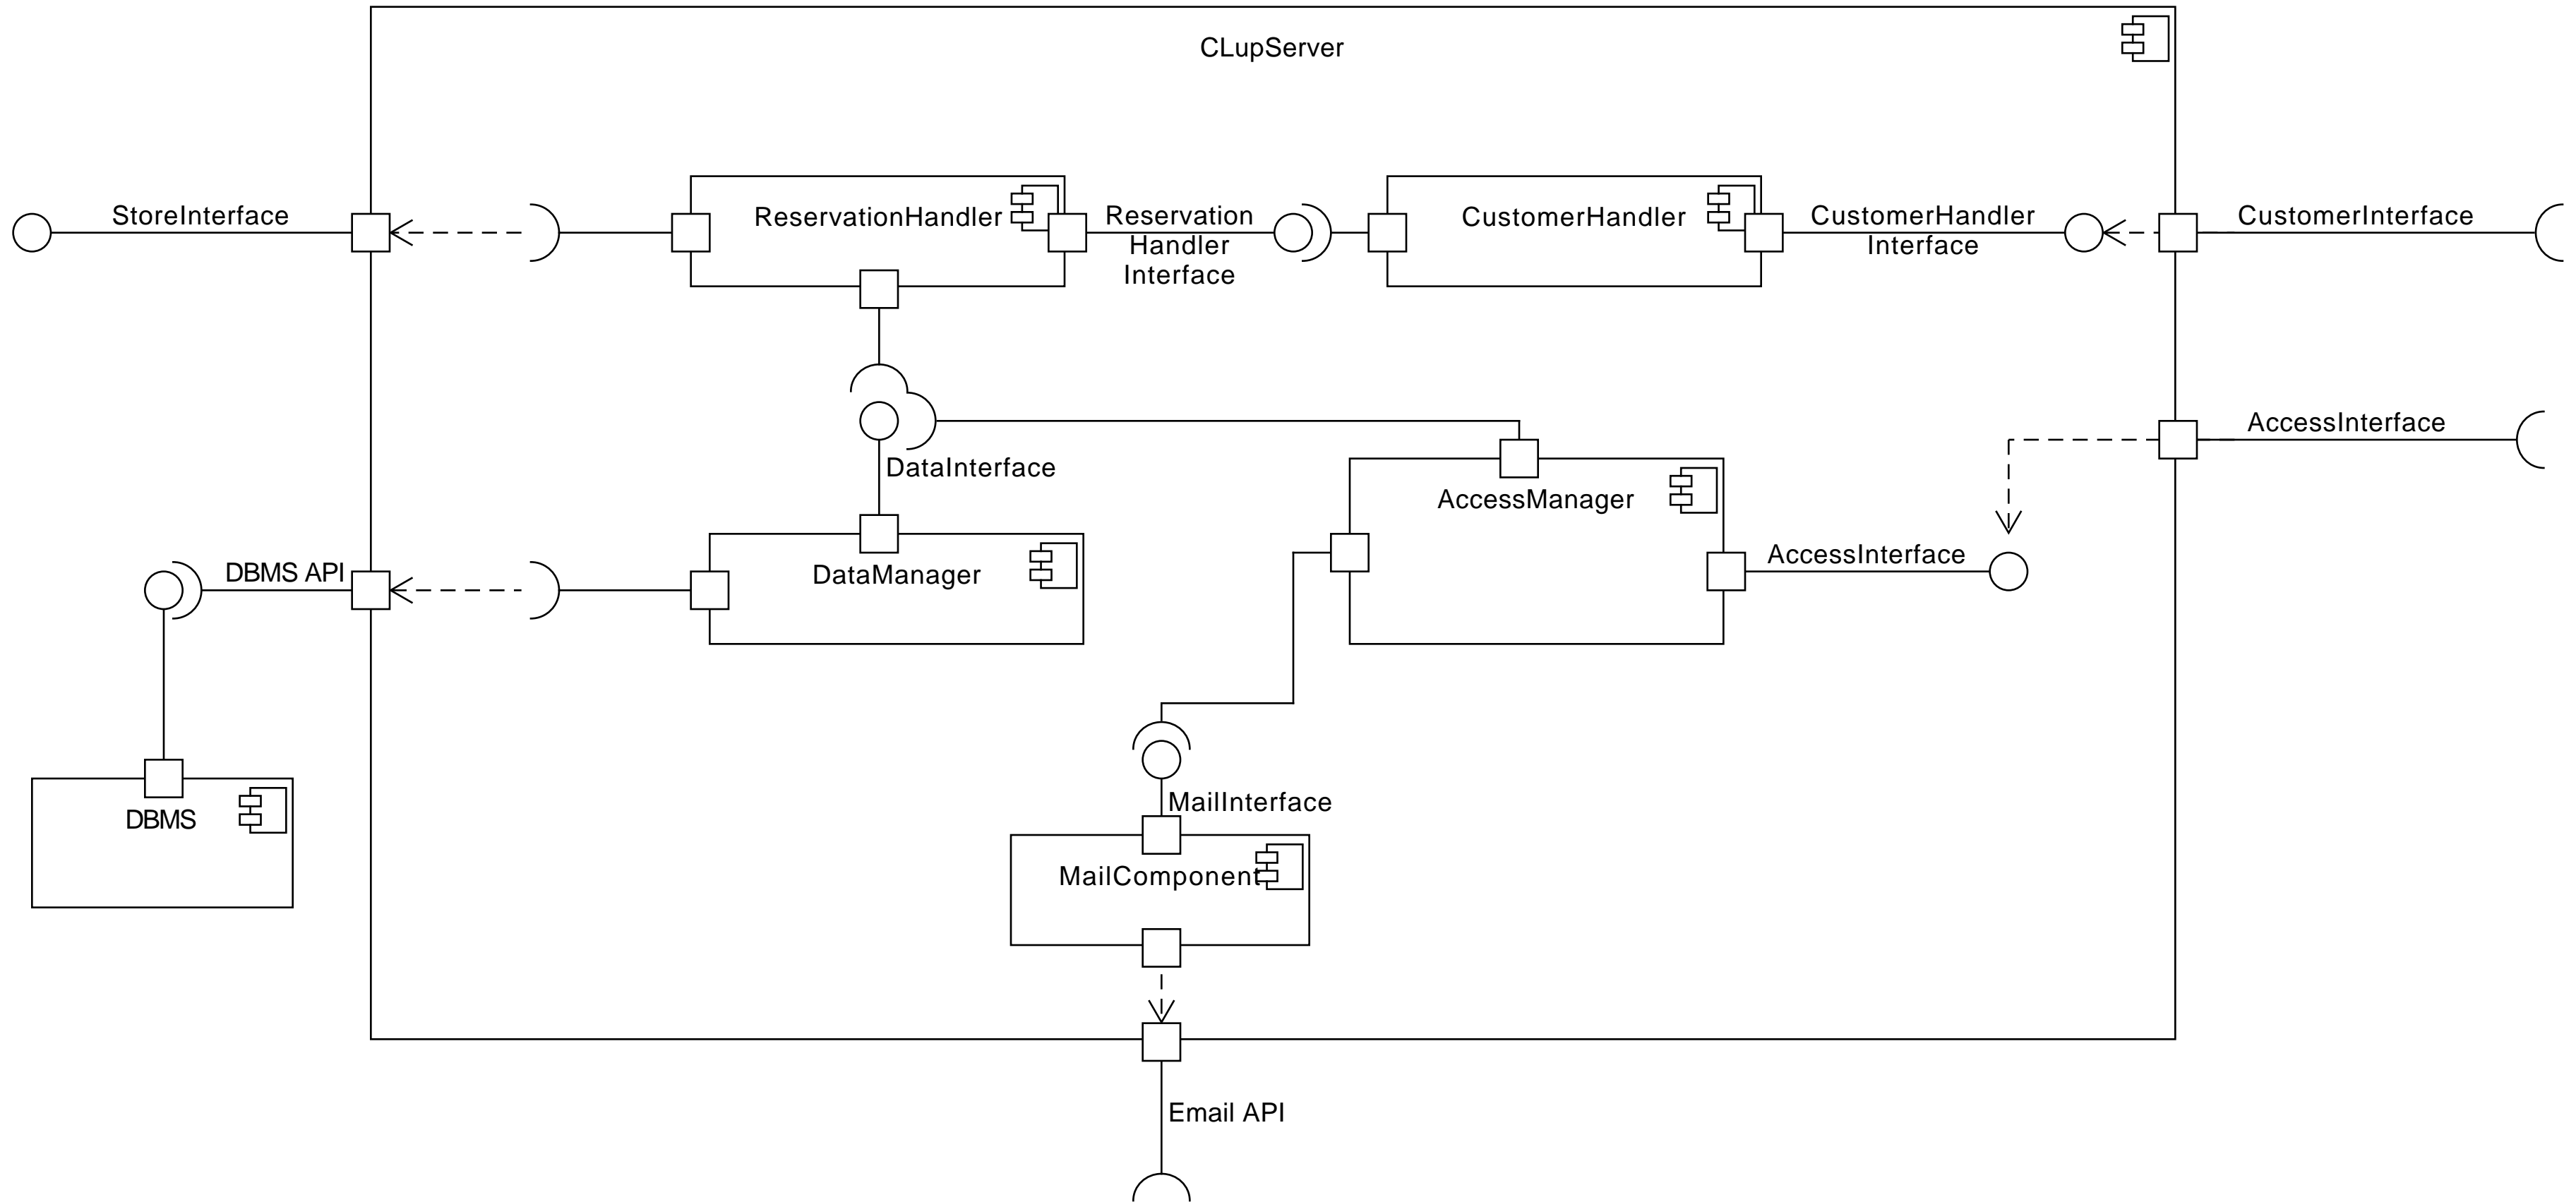 CLupServer
StoreInterface
ReservationHandler
Reservation
Handler
Interface
CustomerHandler
CustomerHandler
Interface
CustomerInterface
AccessInterface
DataInterface
AccessManager
AccessInterface
DBMS API
DataManager
MailInterface
DBMS
MailComponent
Email API